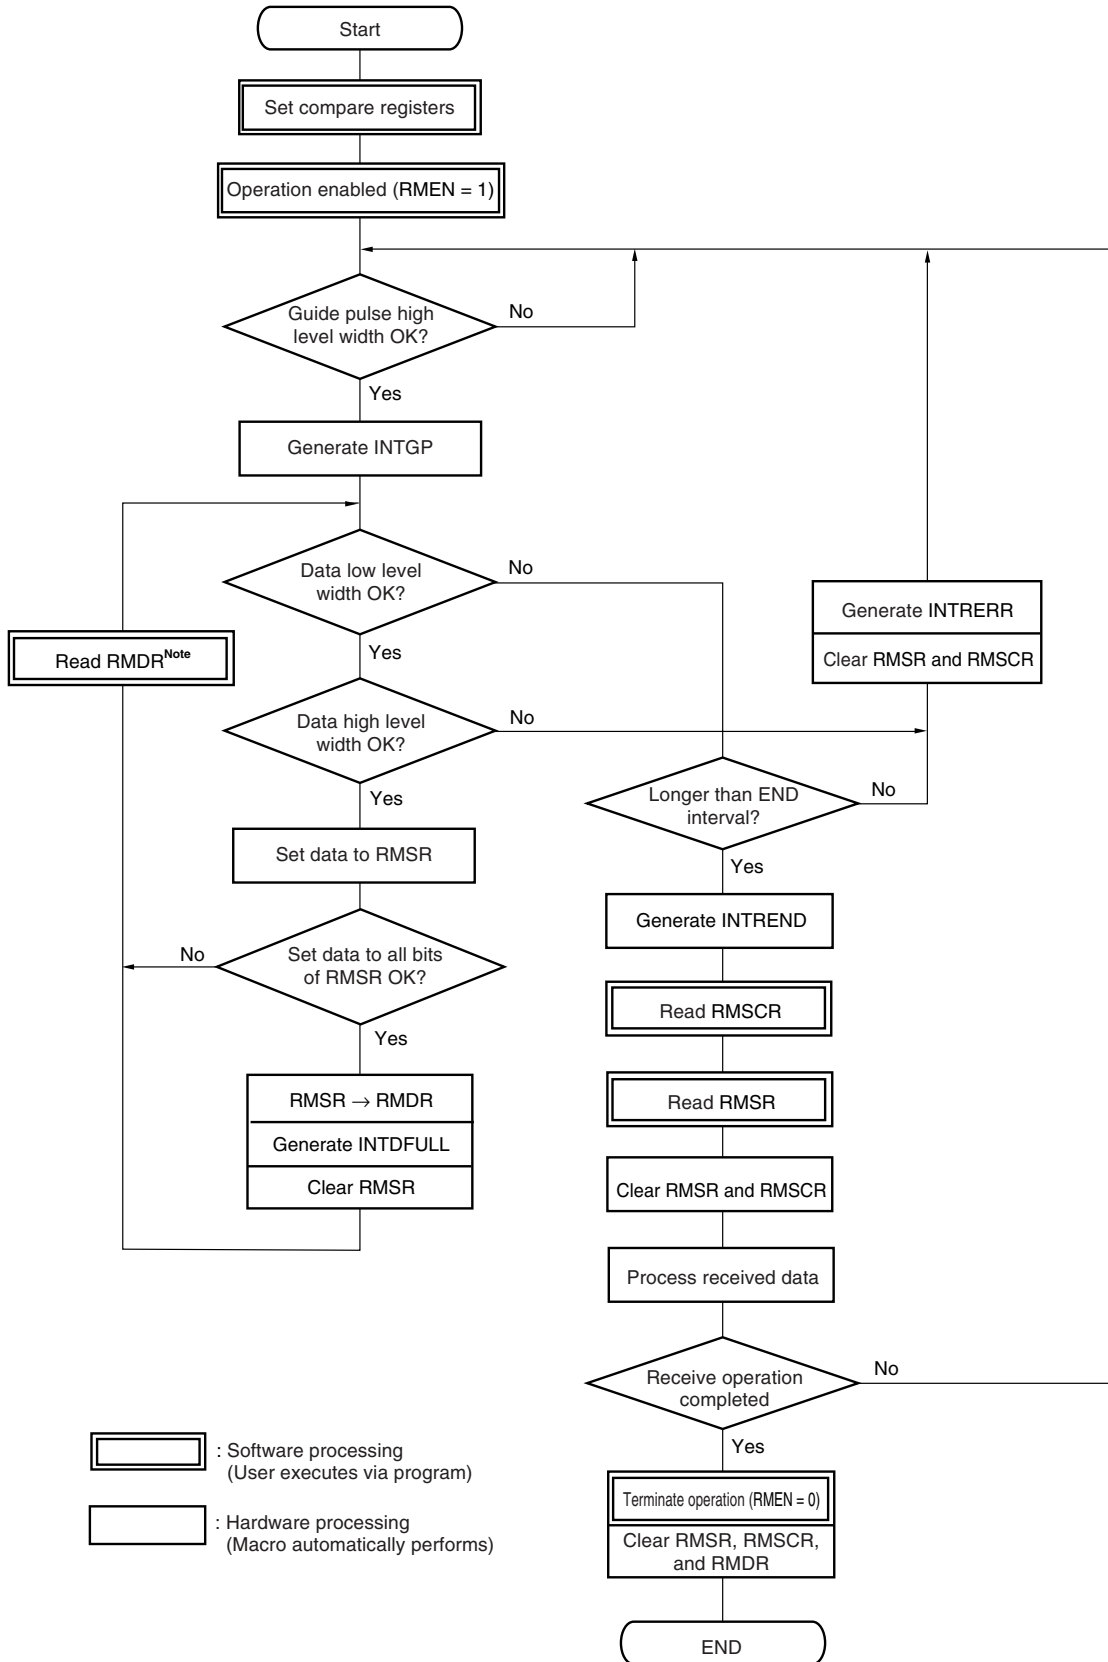 Start
Set compare registers
Operation enabled (RMEN = 1)
Guide pulse high
level width OK?
No
Yes
Generate INTGP
Data low level
width OK?
No
Yes
Read RMDR^Note
Data high level
width OK?
No
Yes
Generate INTRERR
Clear RMSR and RMSCR
Longer than END
interval?
No
Yes
Set data to RMSR
Set data to all bits
of RMSR OK?
No
Yes
RMSR → RMDR
Generate INTDFULL
Clear RMSR
Generate INTREND
Read RMSCR
Read RMSR
Clear RMSR and RMSCR
Process received data
Receive operation
completed
No
Yes
Terminate operation (RMEN = 0)
Clear RMSR, RMSCR,
and RMDR
END
: Software processing
(User executes via program)
: Hardware processing
(Macro automatically performs)